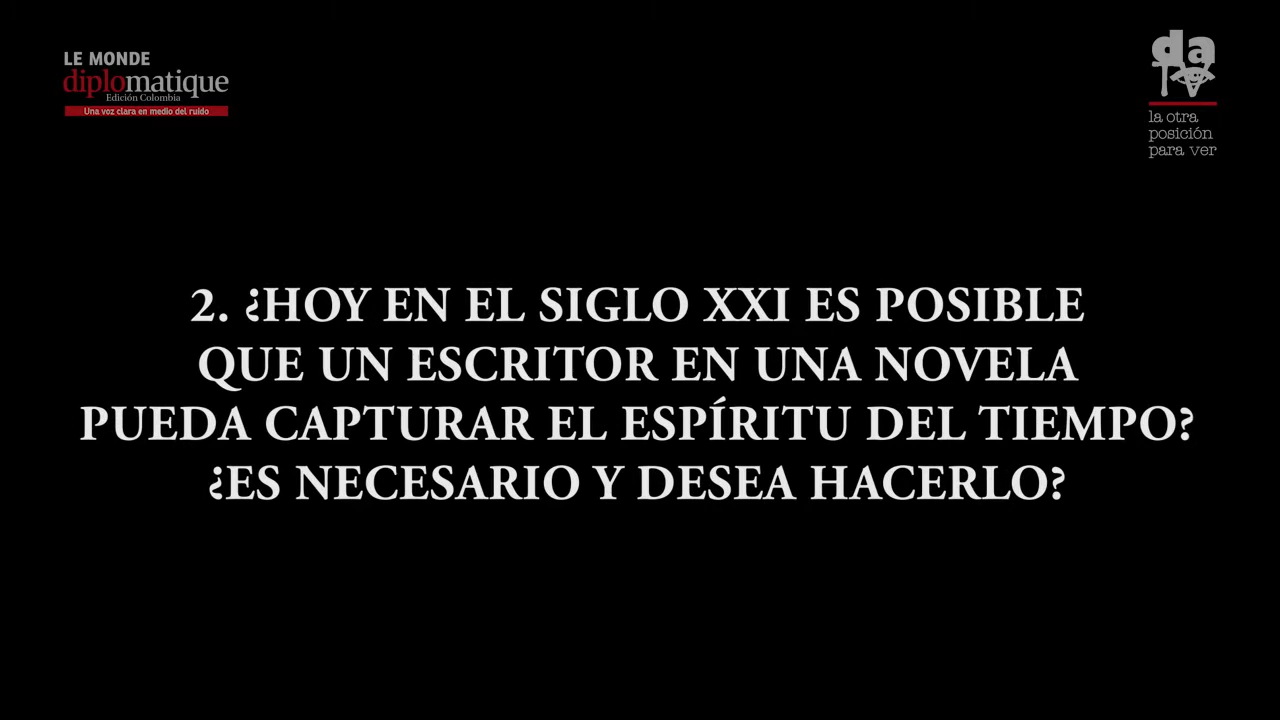 LE MONDE
diplomatique
Edición Colombia
Una voz clara en medio del ruido
da
tv
la otra
posición
para ver
2. ¿HOY EN EL SIGLO XXI ES POSIBLE
QUE UN ESCRITOR EN UNA NOVELA
PUEDA CAPTURAR EL ESPÍRITU DEL TIEMPO?
¿ES NECESARIO Y DESEA HACERLO?